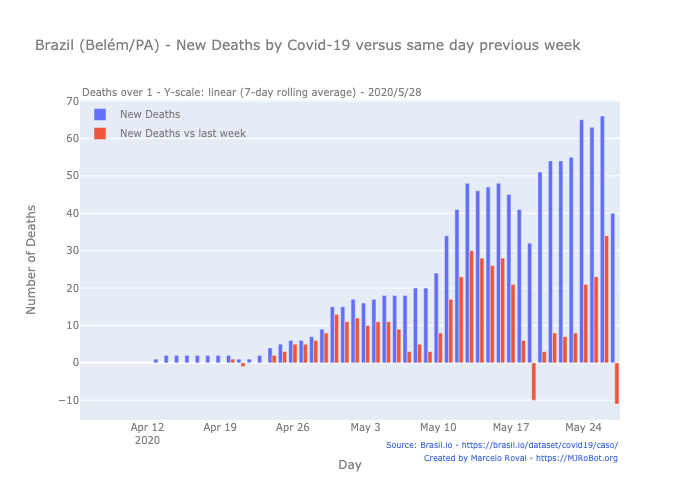 Brazil (Belém/PA) - New Deaths by Covid-19 versus same day previous week
Deaths over 1 - Y-scale: linear (7-day rolling average) - 2020/5/28
New Deaths
New Deaths vs last week
70
60
50
40
30
20
10
0
−10
Number of Deaths
Apr 12
2020
Apr 19
Apr 26
May 3
May 10
May 17
May 24
Day
Source: Brasil.io - https://brasil.io/dataset/covid19/caso/
Created by Marcelo Rovai - https://MJRoBot.org